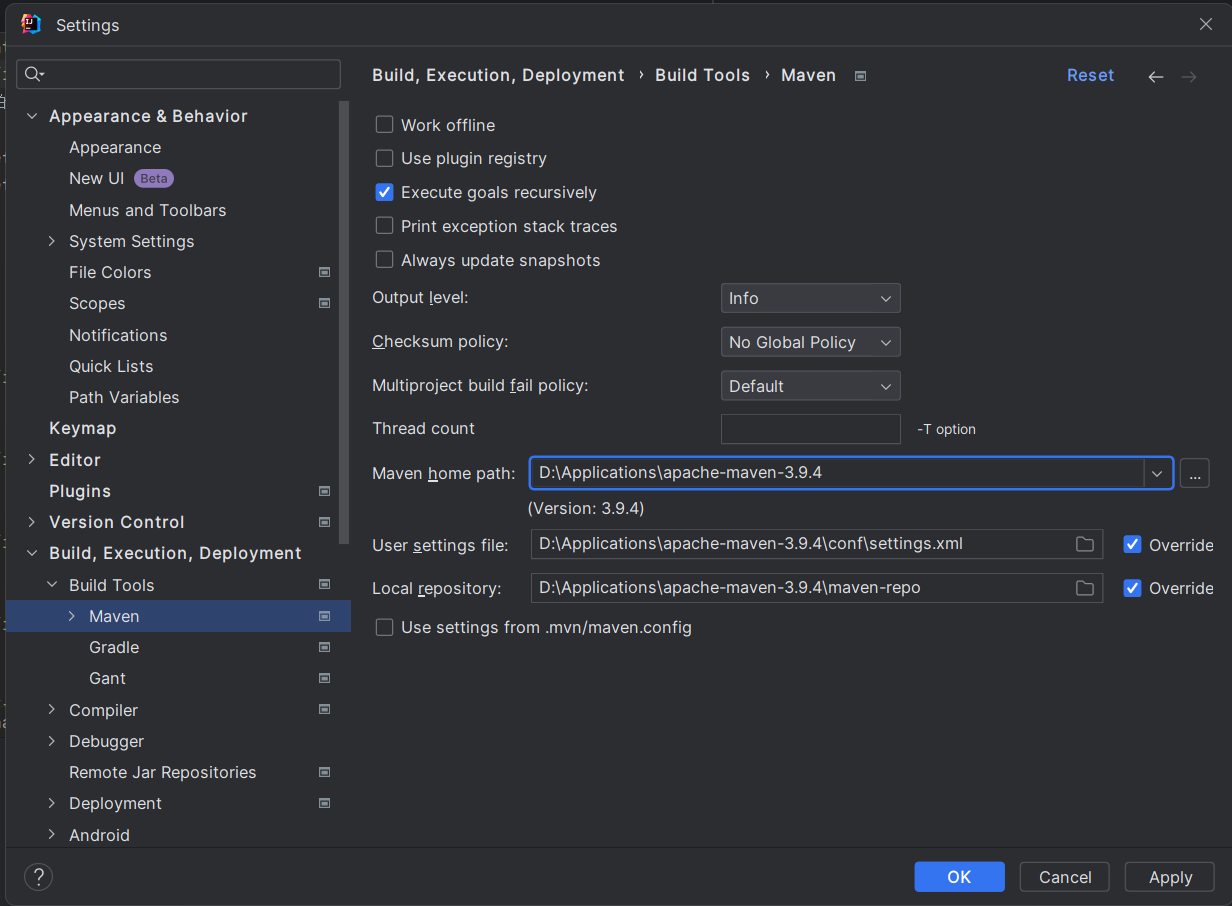 Settings
Build, Execution, Deployment › Build Tools › Maven
Reset
Appearance & Behavior
Appearance
New UI Beta
Menus and Toolbars
System Settings
File Colors
Scopes
Notifications
Quick Lists
Path Variables
Keymap
Editor
Plugins
Version Control
Build, Execution, Deployment
Build Tools
Maven
Gradle
Gant
Compiler
Debugger
Remote Jar Repositories
Deployment
Android
Work offline
Use plugin registry
Execute goals recursively
Print exception stack traces
Always update snapshots
Output level: Info
Checksum policy: No Global Policy
Multiproject build fail policy: Default
Thread count -T option
Maven home path: D:\Applications\apache-maven-3.9.4 ...
(Version: 3.9.4)
User settings file: D:\Applications\apache-maven-3.9.4\conf\settings.xml Override
Local repository: D:\Applications\apache-maven-3.9.4\maven-repo Override
Use settings from .mvn/maven.config
? OK Cancel Apply